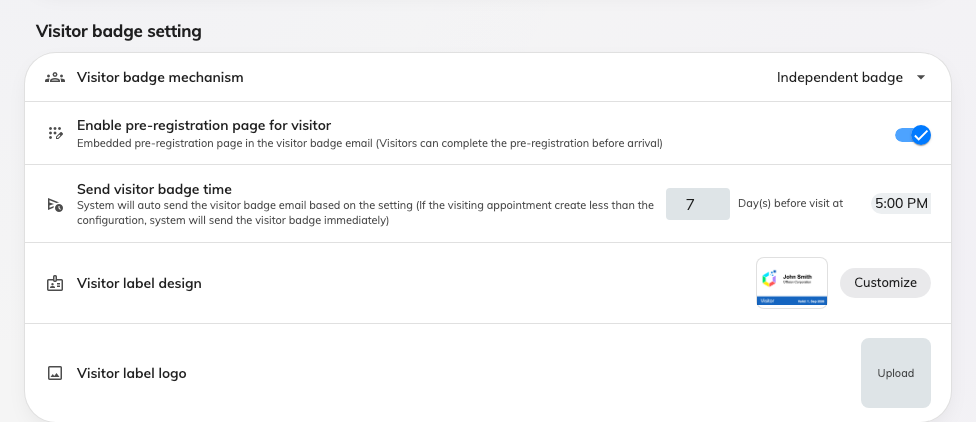 Visitor badge setting
Visitor badge mechanism
Independent badge
Enable pre-registration page for visitor
Embedded pre-registration page in the visitor badge email (Visitors can complete the pre-registration before arrival)
Send visitor badge time
System will auto send the visitor badge email based on the setting (If the visiting appointment create less than the
configuration, system will send the visitor badge immediately)
7
Day(s) before visit at
5:00 PM
Visitor label design
John Smith
Visitor
Customize
Visitor label logo
Upload